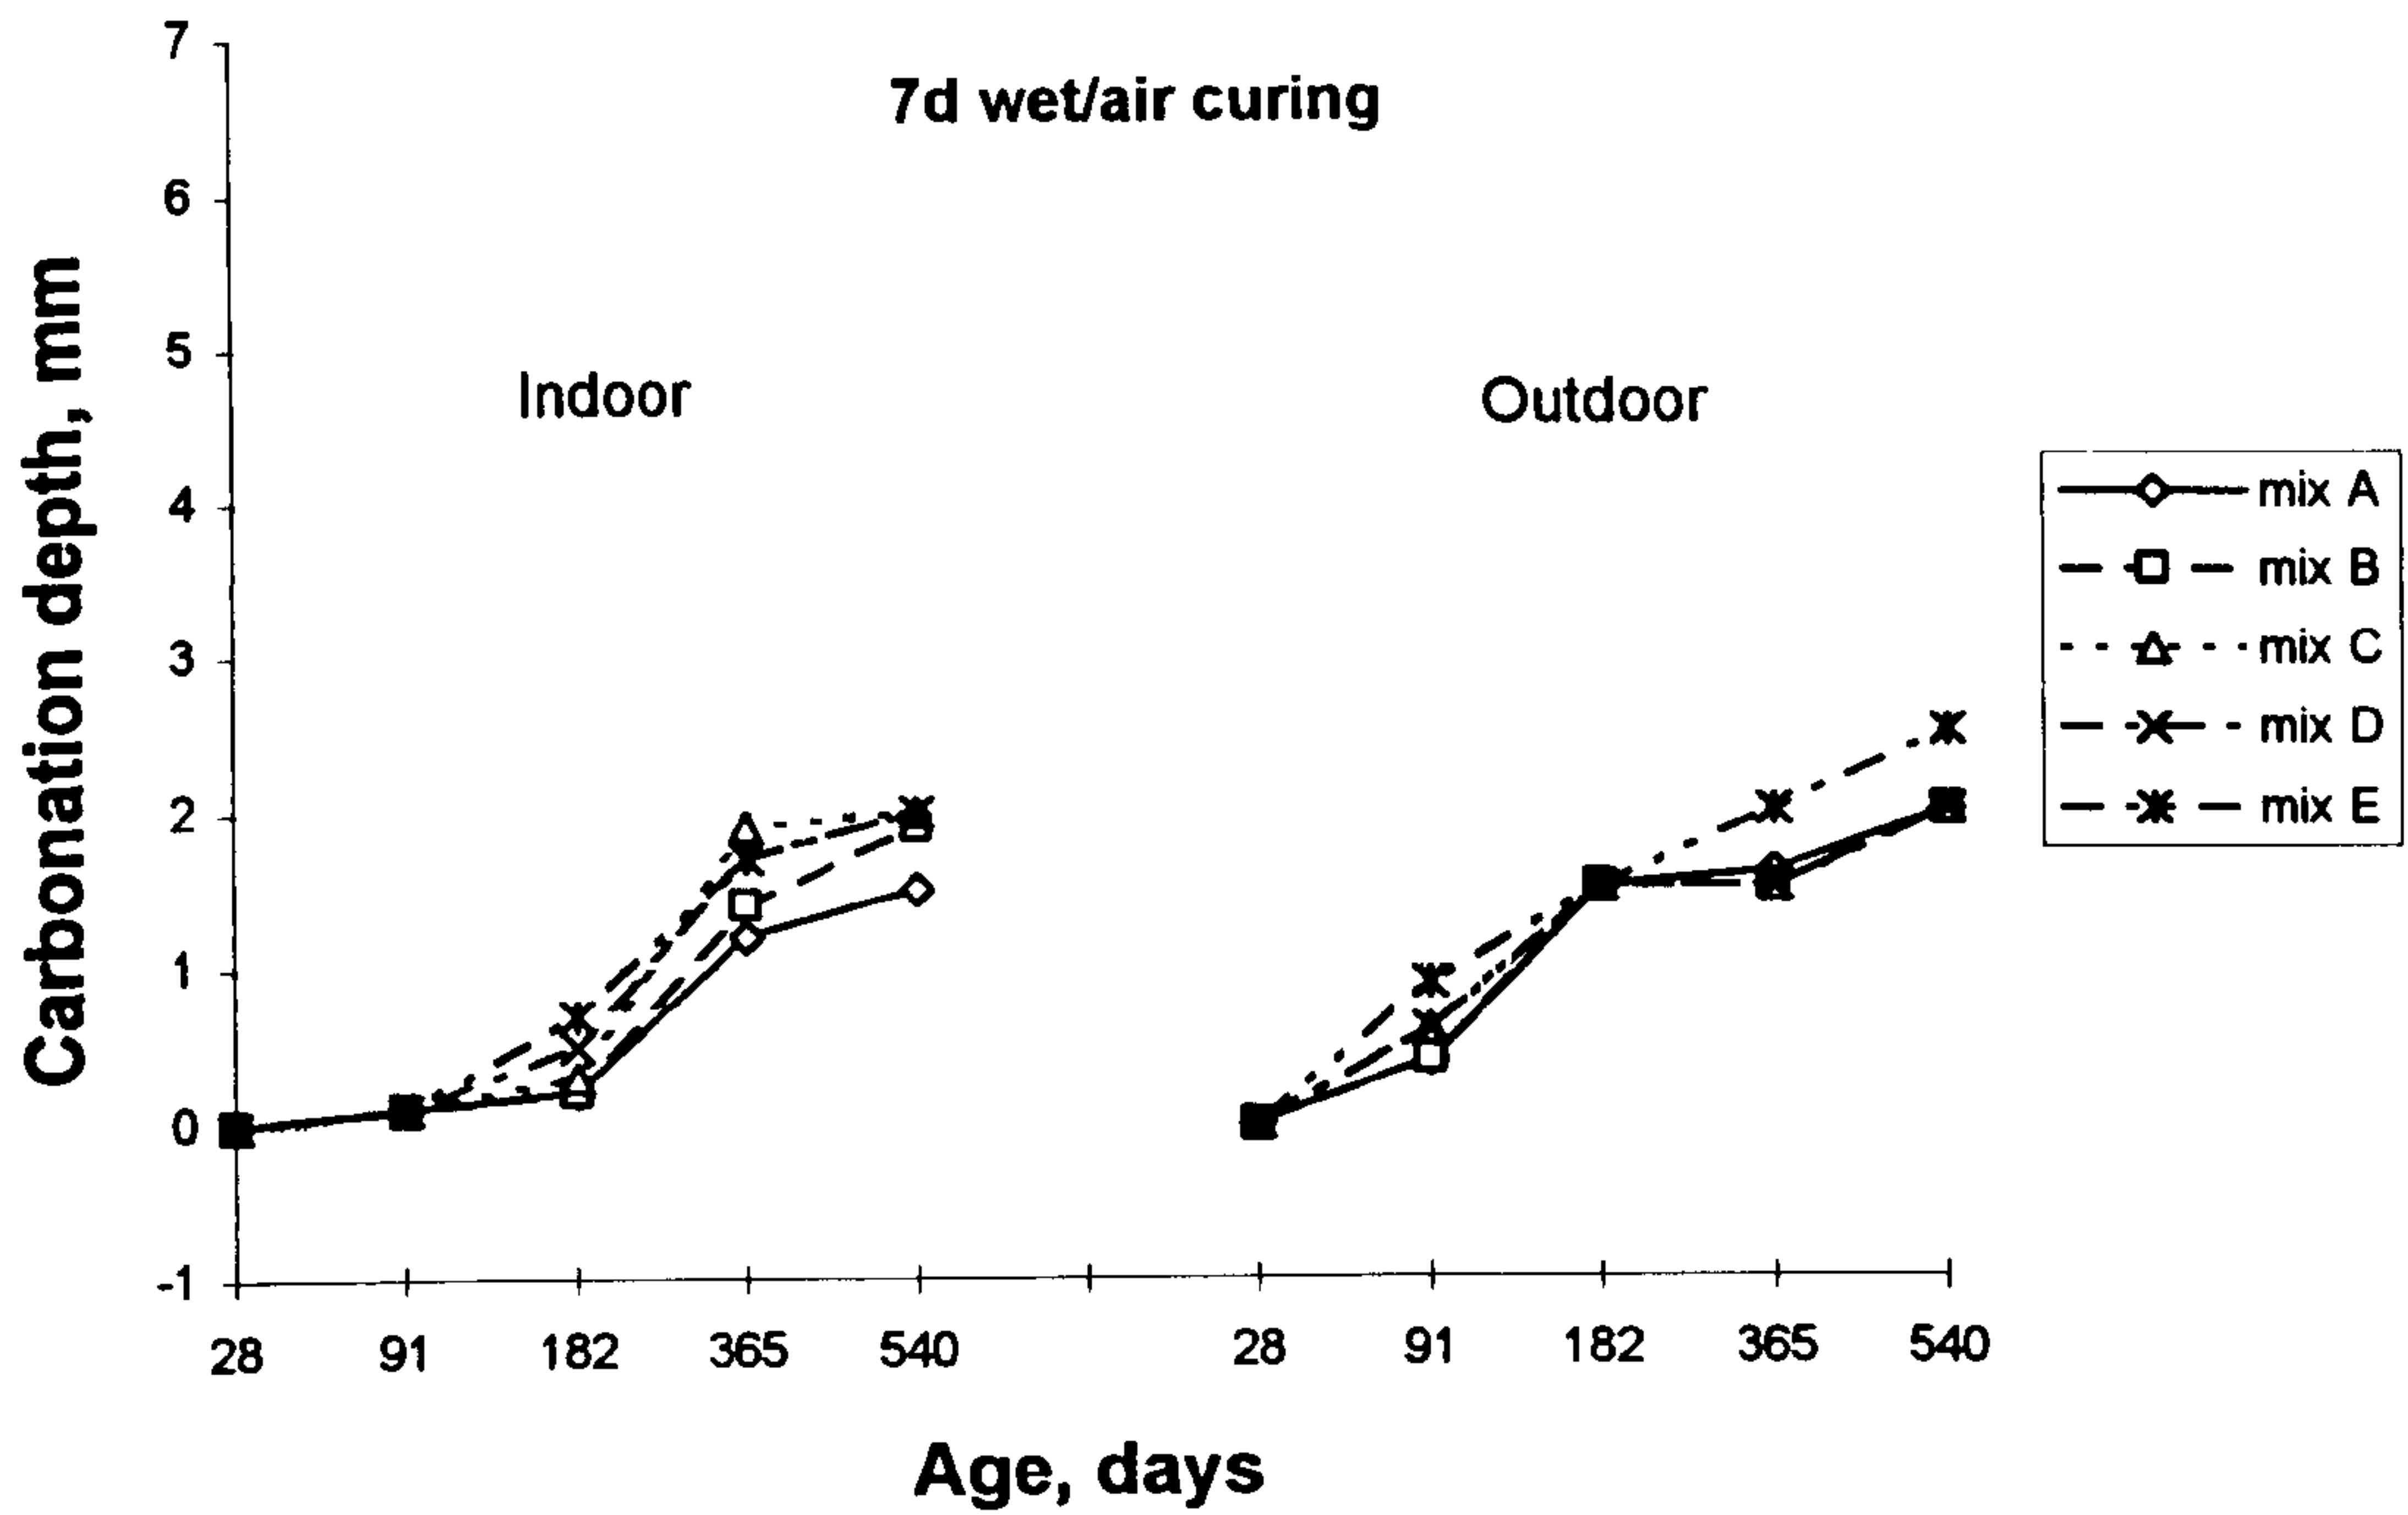 7d wet/air curing
Carbonation depth, mm
7
6
5
4
3
2
1
0
-1
Indoor
Outdoor
mix A
mix B
mix C
mix D
mix E
28 91 182 365 540 28 91 182 365 540
Age, days